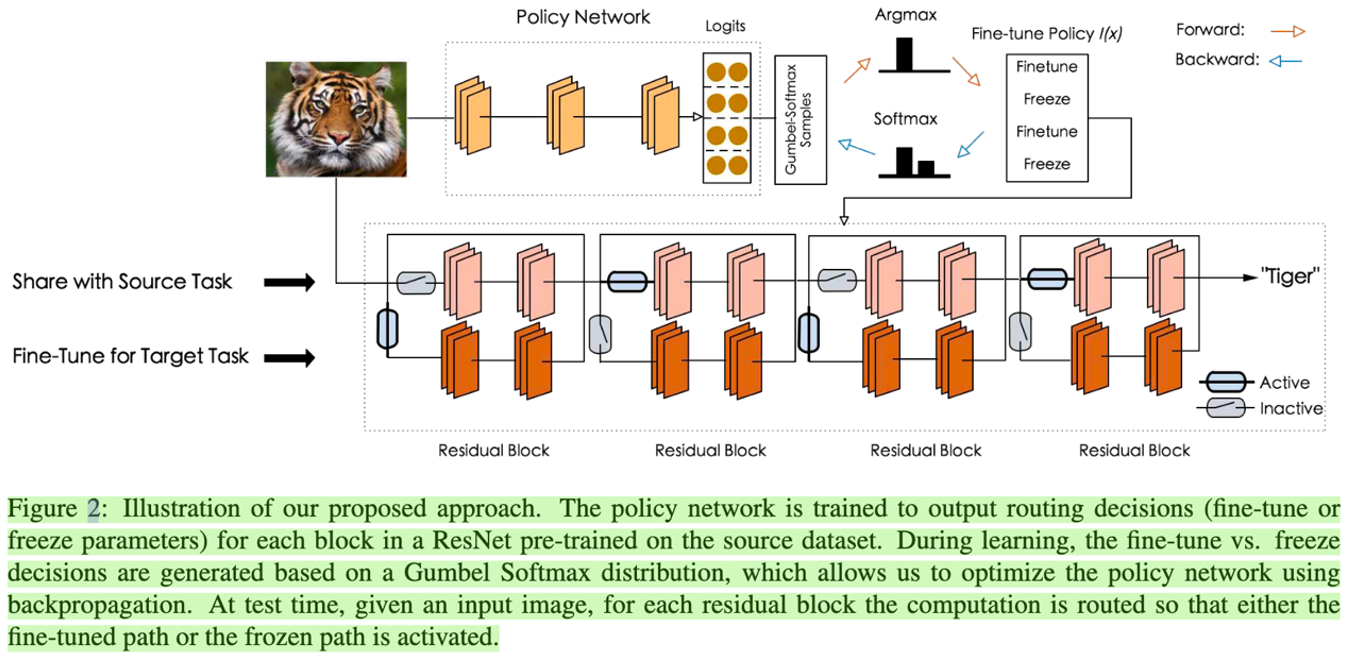 Policy Network
Logits
Gumbel-Softmax
Samples
Argmax
Softmax
Fine-tune Policy I(x)
Finetune
Freeze
Finetune
Freeze
Forward:
Backward:
Share with Source Task
Fine-Tune for Target Task
"Tiger"
Active
Inactive
Residual Block
Residual Block
Residual Block
Residual Block
Figure 2: Illustration of our proposed approach. The policy network is trained to output routing decisions (fine-tune or
freeze parameters) for each block in a ResNet pre-trained on the source dataset. During learning, the fine-tune vs. freeze
decisions are generated based on a Gumbel Softmax distribution, which allows us to optimize the policy network using
backpropagation. At test time, given an input image, for each residual block the computation is routed so that either the
fine-tuned path or the frozen path is activated.